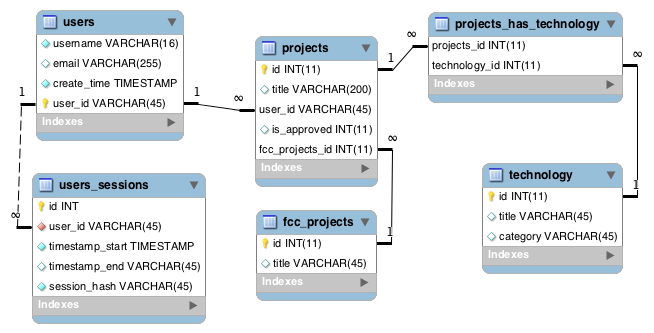 users
username VARCHAR(16)
email VARCHAR(255)
create_time TIMESTAMP
user_id VARCHAR(45)
Indexes
projects
id INT(11)
title VARCHAR(200)
user_id VARCHAR(45)
is_approved INT(11)
fcc_projects_id INT(11)
Indexes
projects_has_technology
projects_id INT(11)
technology_id INT(11)
Indexes
users_sessions
id INT
user_id VARCHAR(45)
timestamp_start TIMESTAMP
timestamp_end VARCHAR(45)
session_hash VARCHAR(45)
Indexes
fcc_projects
id INT(11)
title VARCHAR(45)
Indexes
technology
id INT(11)
title VARCHAR(45)
category VARCHAR(45)
Indexes
1
∞
1
∞
1
∞
∞
1
∞
1